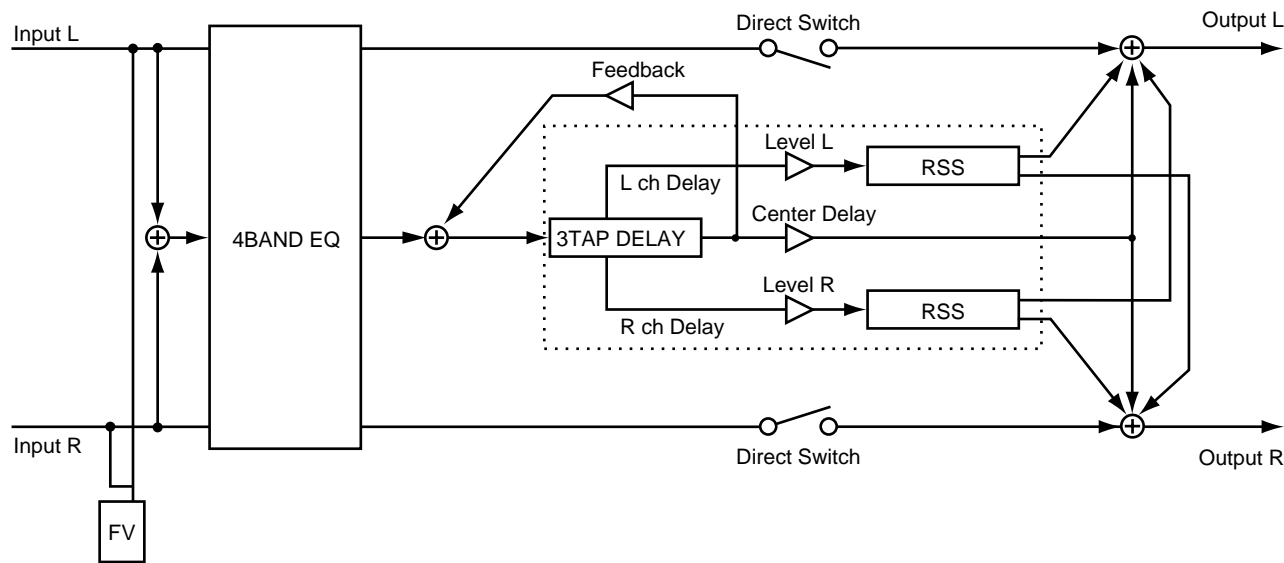 Input L
Direct Switch
Output L
Feedback
Level L
RSS
L ch Delay
4BAND EQ
3TAP DELAY
Center Delay
Level R
RSS
R ch Delay
Input R
Direct Switch
Output R
FV